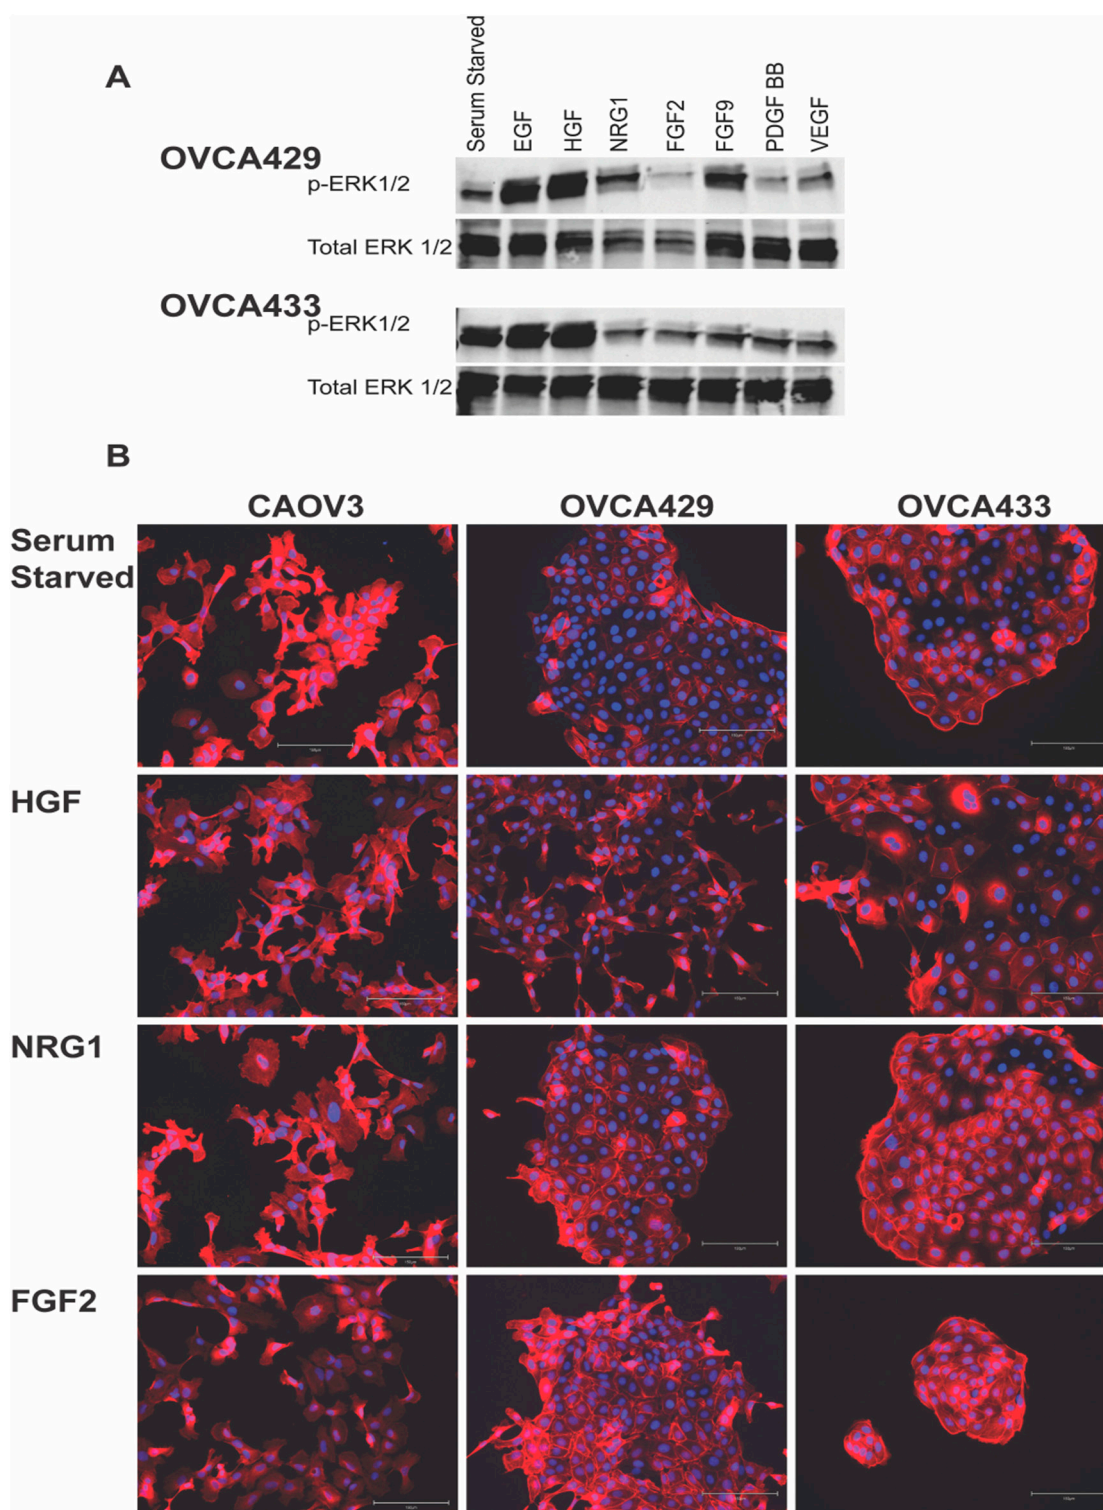 A
Serum Starved
EGF
HGF
NRG1
FGF2
FGF9
PDGF BB
VEGF
OVCA429
p-ERK1/2
Total ERK 1/2
OVCA433
p-ERK1/2
Total ERK 1/2
B
CAOV3 OVCA429 OVCA433
Serum
Starved
HGF
NRG1
FGF2